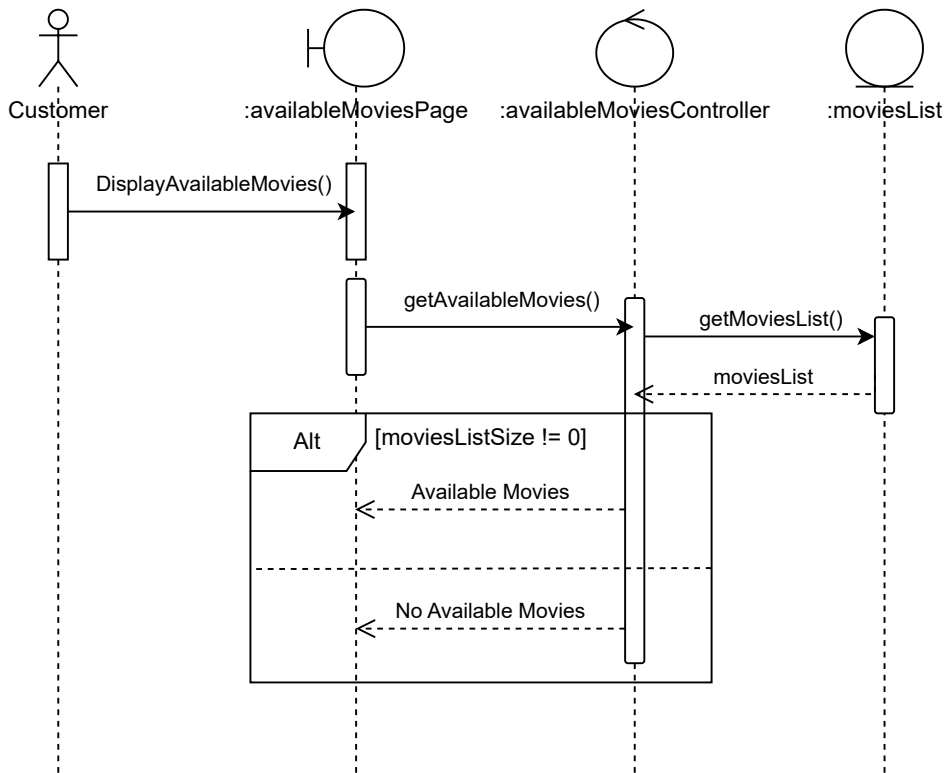 Customer
:availableMoviesPage
:availableMoviesController
:moviesList
DisplayAvailableMovies()
getAvailableMovies()
getMoviesList()
moviesList
Alt
[moviesListSize != 0]
Available Movies
No Available Movies